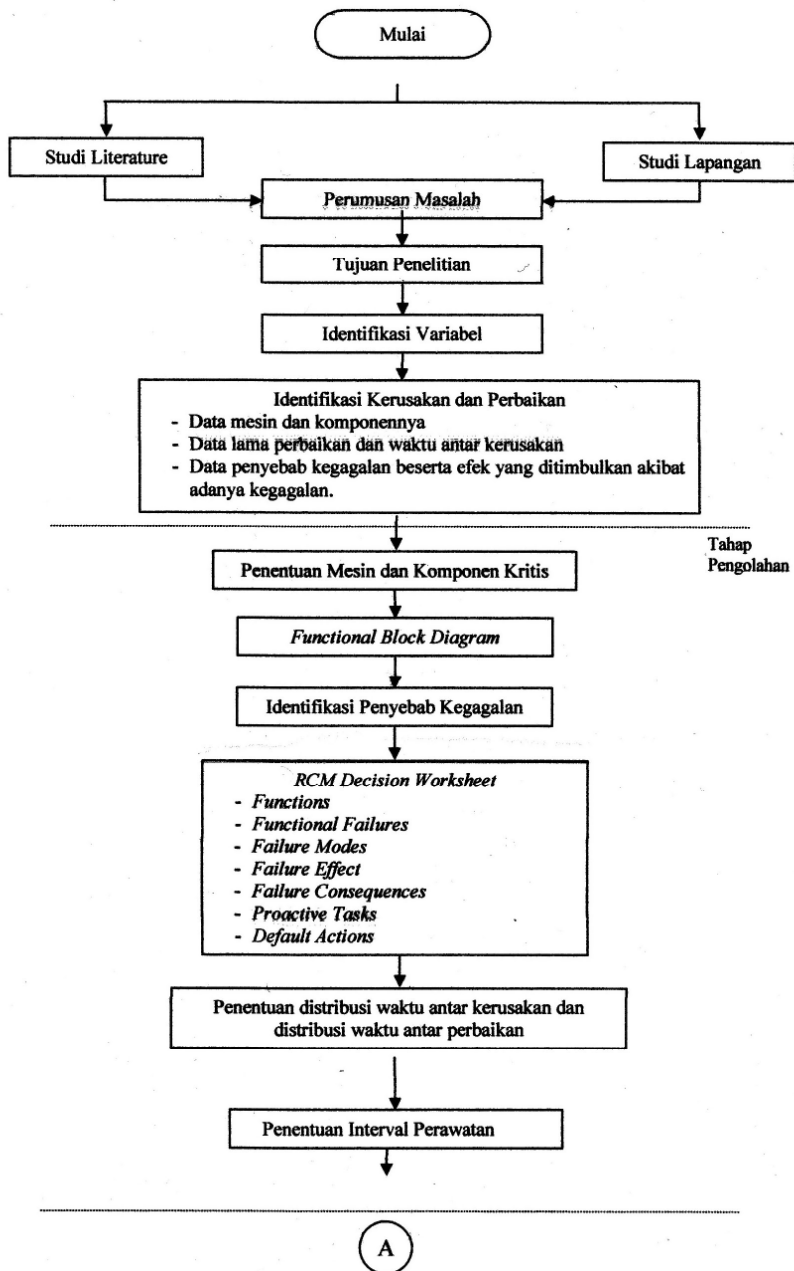 Mulai
Studi Literature
Studi Lapangan
Perumusan Masalah
Tujuan Penelitian
Identifikasi Variabel
Identifikasi Kerusakan dan Perbaikan
- Data mesin dan komponennya
- Data lama perbaikan dan waktu antar kerusakan
- Data penyebab kegagalan beserta efek yang ditimbulkan akibat
adanya kegagalan.
Tahap
Pengolahan
Penentuan Mesin dan Komponen Kritis
Functional Block Diagram
Identifikasi Penyebab Kegagalan
RCM Decision Worksheet
- Functions
- Functional Failures
- Failure Modes
- Failure Effect
- Failure Consequences
- Proactive Tasks
- Default Actions
Penentuan distribusi waktu antar kerusakan dan
distribusi waktu antar perbaikan
Penentuan Interval Perawatan
A